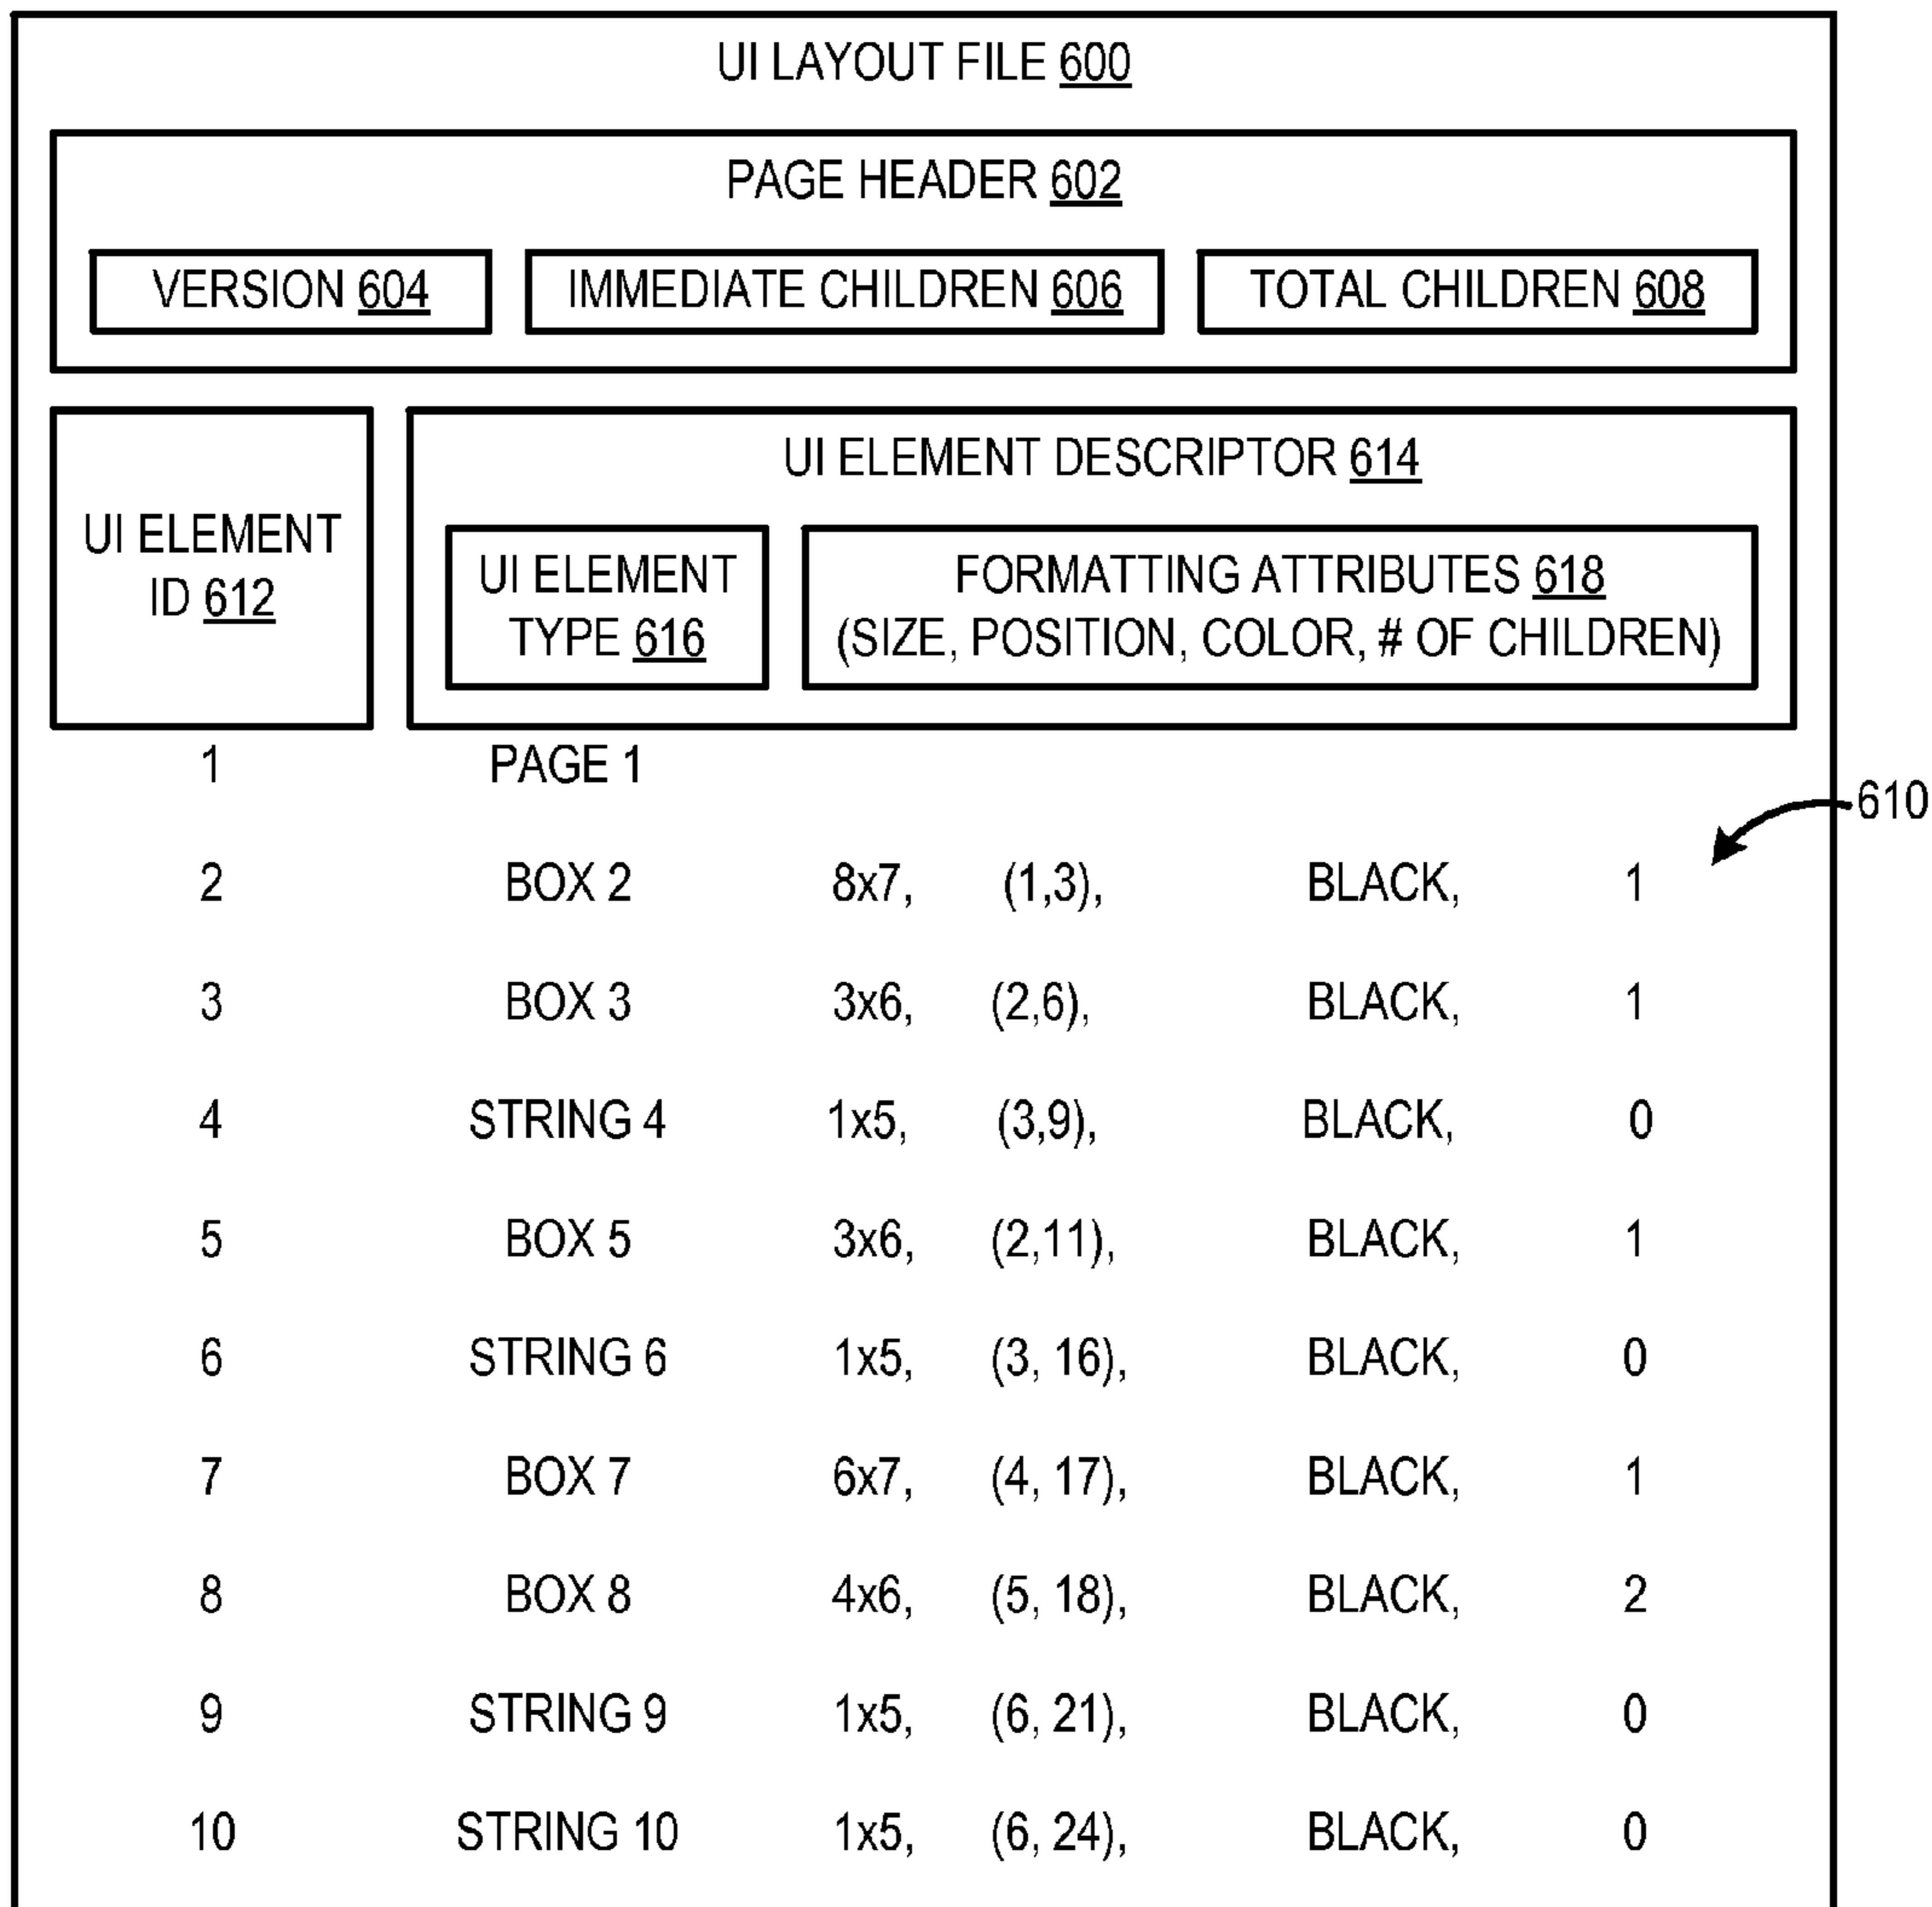 UI LAYOUT FILE 600
PAGE HEADER 602
VERSION 604 IMMEDIATE CHILDREN 606 TOTAL CHILDREN 608
UI ELEMENT
ID 612
UI ELEMENT DESCRIPTOR 614
UI ELEMENT
TYPE 616
FORMATTING ATTRIBUTES 618
(SIZE, POSITION, COLOR, # OF CHILDREN)
1 PAGE 1
610
2 BOX 2 8x7, (1,3), BLACK, 1
3 BOX 3 3x6, (2,6), BLACK, 1
4 STRING 4 1x5, (3,9), BLACK, 0
5 BOX 5 3x6, (2,11), BLACK, 1
6 STRING 6 1x5, (3, 16), BLACK, 0
7 BOX 7 6x7, (4, 17), BLACK, 1
8 BOX 8 4x6, (5, 18), BLACK, 2
9 STRING 9 1x5, (6, 21), BLACK, 0
10 STRING 10 1x5, (6, 24), BLACK, 0